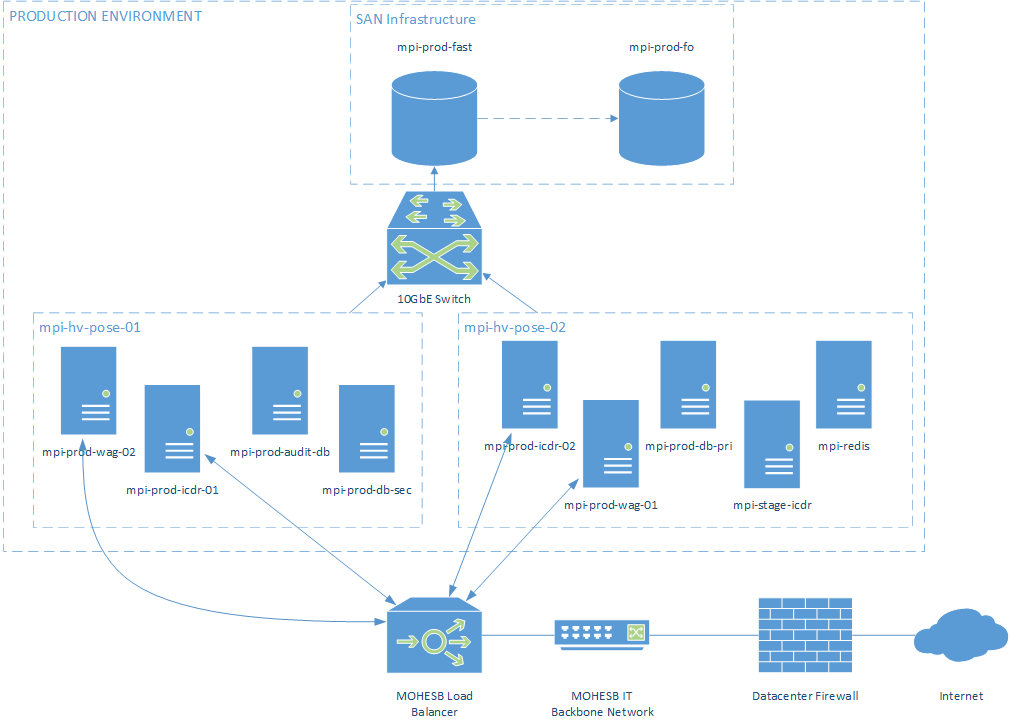 PRODUCTION ENVIRONMENT
SAN Infrastructure
mpi-prod-fast
mpi-prod-fo
10GbE Switch
mpi-hv-pose-01
mpi-hv-pose-02
mpi-prod-wag-02
mpi-prod-icdr-01
mpi-prod-audit-db
mpi-prod-db-sec
mpi-prod-icdr-02
mpi-prod-wag-01
mpi-prod-db-pri
mpi-stage-icdr
mpi-redis
MOHESB Load
Balancer
MOHESB IT
Backbone Network
Datacenter Firewall
Internet